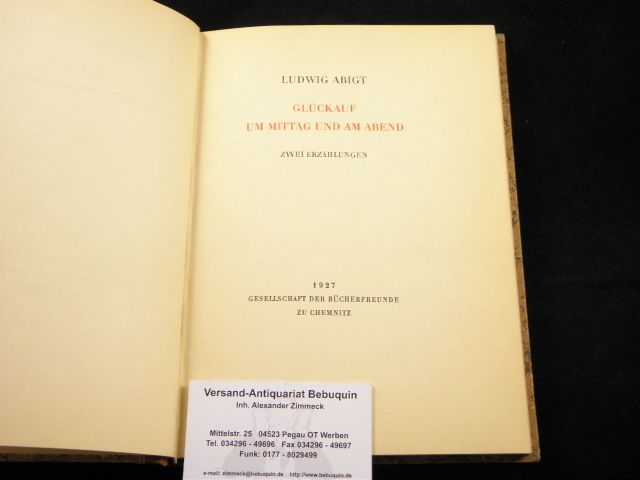 LUDWIG ABIGT
GLÜCKAUF
UM MITTAG UND AM ABEND
ZWEI ERZÄHLUNGEN
1927
GESELLSCHAFT DER BÜCHERFREUNDE
ZU CHEMNITZ
Versand-Antiquariat Bebuquin
Inh. Alexander Zimmeck
Mittelstr. 25 04523 Pegau OT Werben
Tel. 034296 - 49696 Fax 034296 - 49697
Funk: 0177 - 8029499
e-mail: zimmeck@bebuquin.de http://www.bebuquin.de